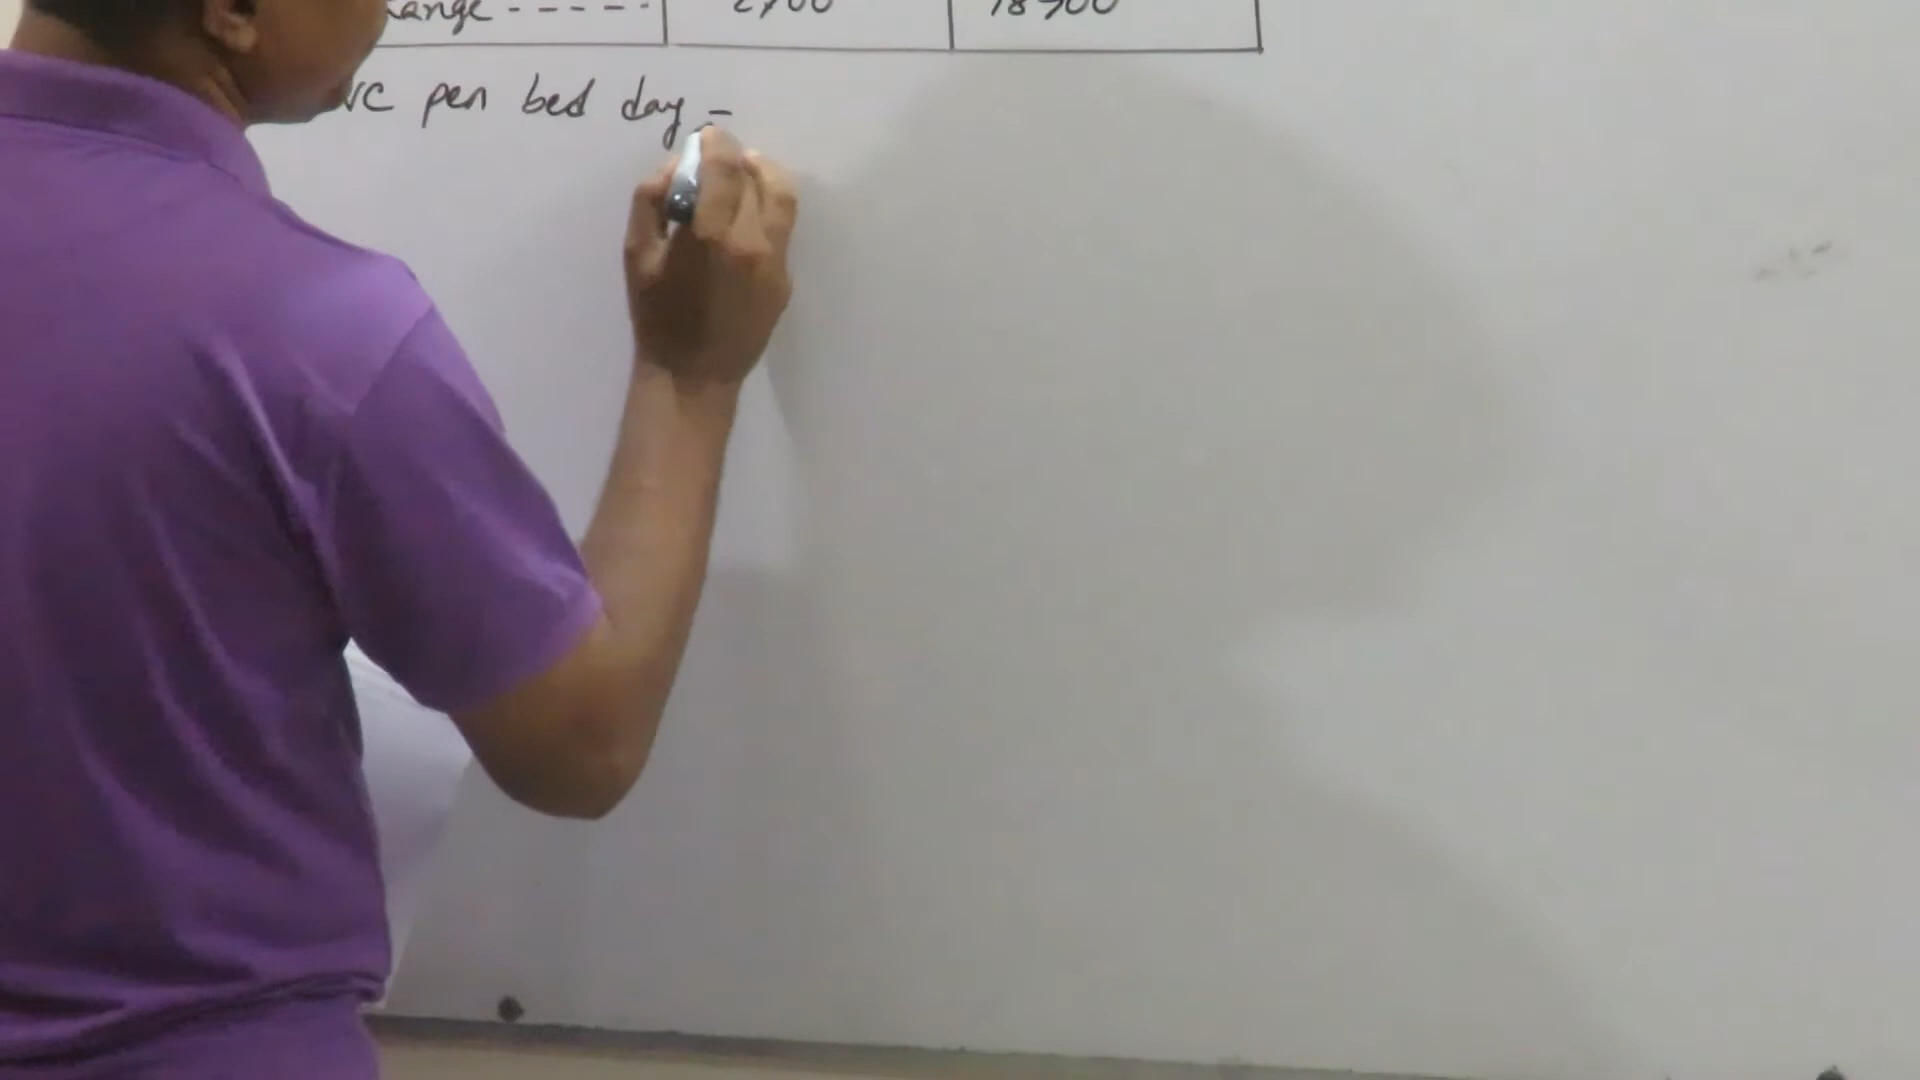 Range ----- 2700 18900
VC per bed day =